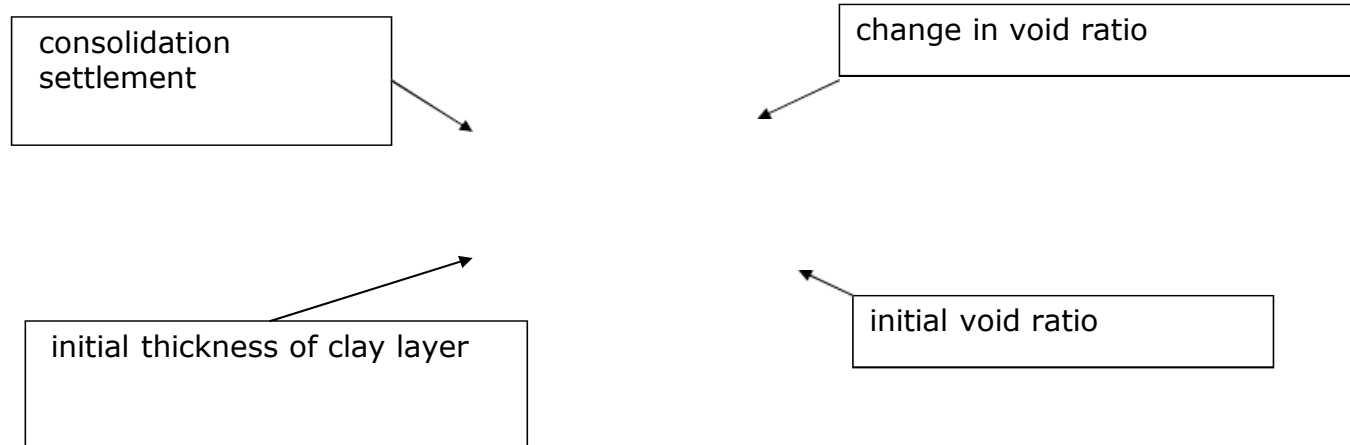 consolidation
settlement
change in void ratio
initial thickness of clay layer
initial void ratio